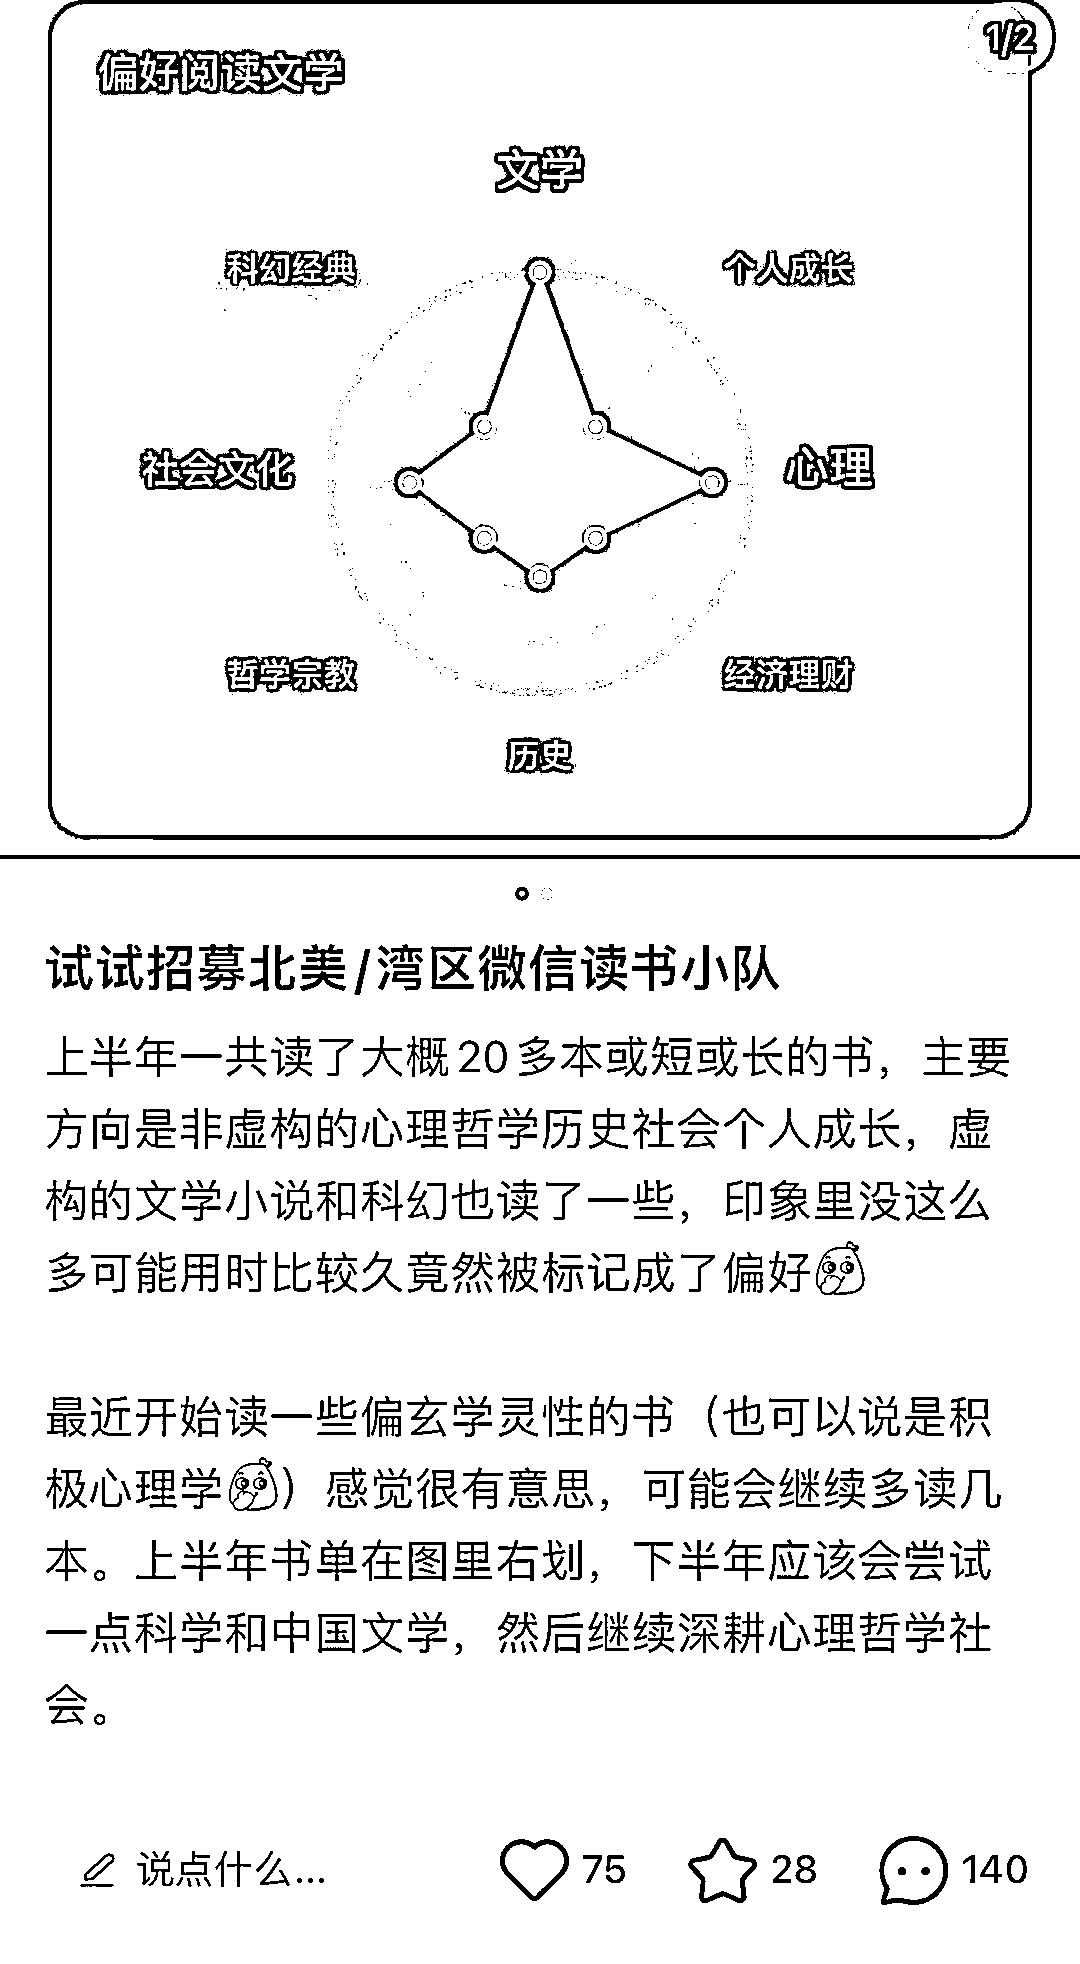 1/2
偏好阅读文学
文学
科幻经典
个人成长
社会文化
心理
哲学宗教
经济理财
历史
试试招募北美/湾区微信读书小队
上半年一共读了大概20多本或短或长的书，主要
方向是非虚构的心理哲学历史社会个人成长，虚
构的文学小说和科幻也读了一些，印象里没这么
多可能用时比较久竟然被标记成了偏好
最近开始读一些偏玄学灵性的书（也可以说是积
极心理学）感觉很有意思，可能会继续多读几
本。上半年书单在图里右划，下半年应该会尝试
一点科学和中国文学，然后继续深耕心理哲学社
会。
说点什么...
75
28
140